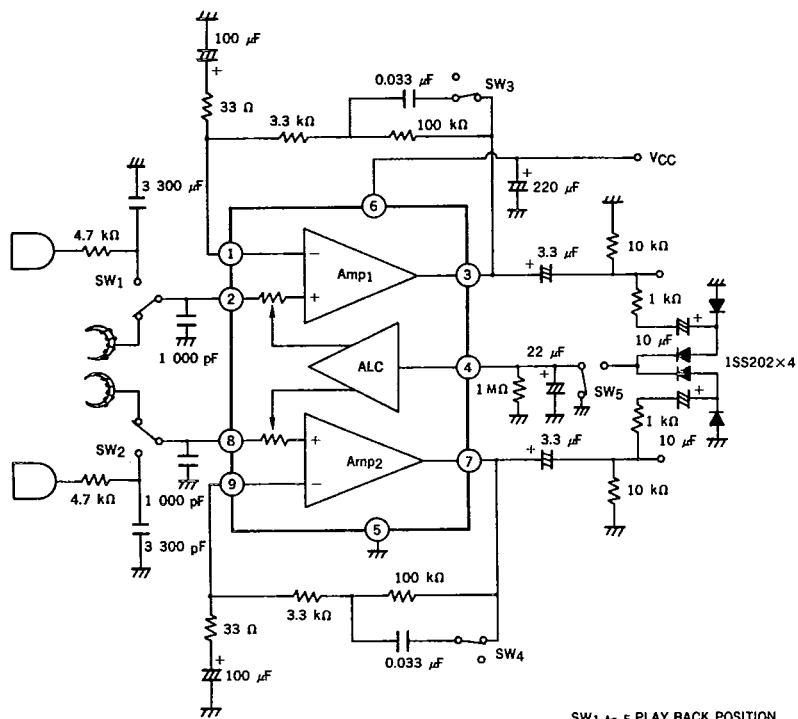 100 μF
+
33 Ω
0.033 μF
SW3
3.3 kΩ
100 kΩ
VCC
+
220 μF
3 300 μF
6
4.7 kΩ
SW1
1
−
Amp1
3
+
3.3 μF
10 kΩ
2
+
1 kΩ
+
10 μF
1 000 pF
ALC
4
22 μF
1SS202×4
1 MΩ
+
SW5
8
+
Amp2
7
+
3.3 μF
1 kΩ
+
10 μF
SW2
9
−
4.7 kΩ
1 000 pF
5
10 kΩ
3 300 pF
100 kΩ
3.3 kΩ
33 Ω
0.033 μF
SW4
+
100 μF
SW1 to 5 PLAY BACK POSITION